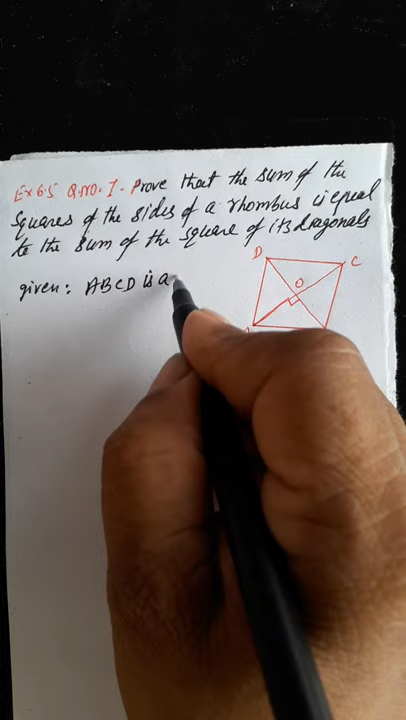 Ex 6.5 Q.NO. 7. Prove that the sum of the
squares of the sides of a rhombus is equal
to the sum of the square of its diagonals
D
C
given: ABCD is a
O